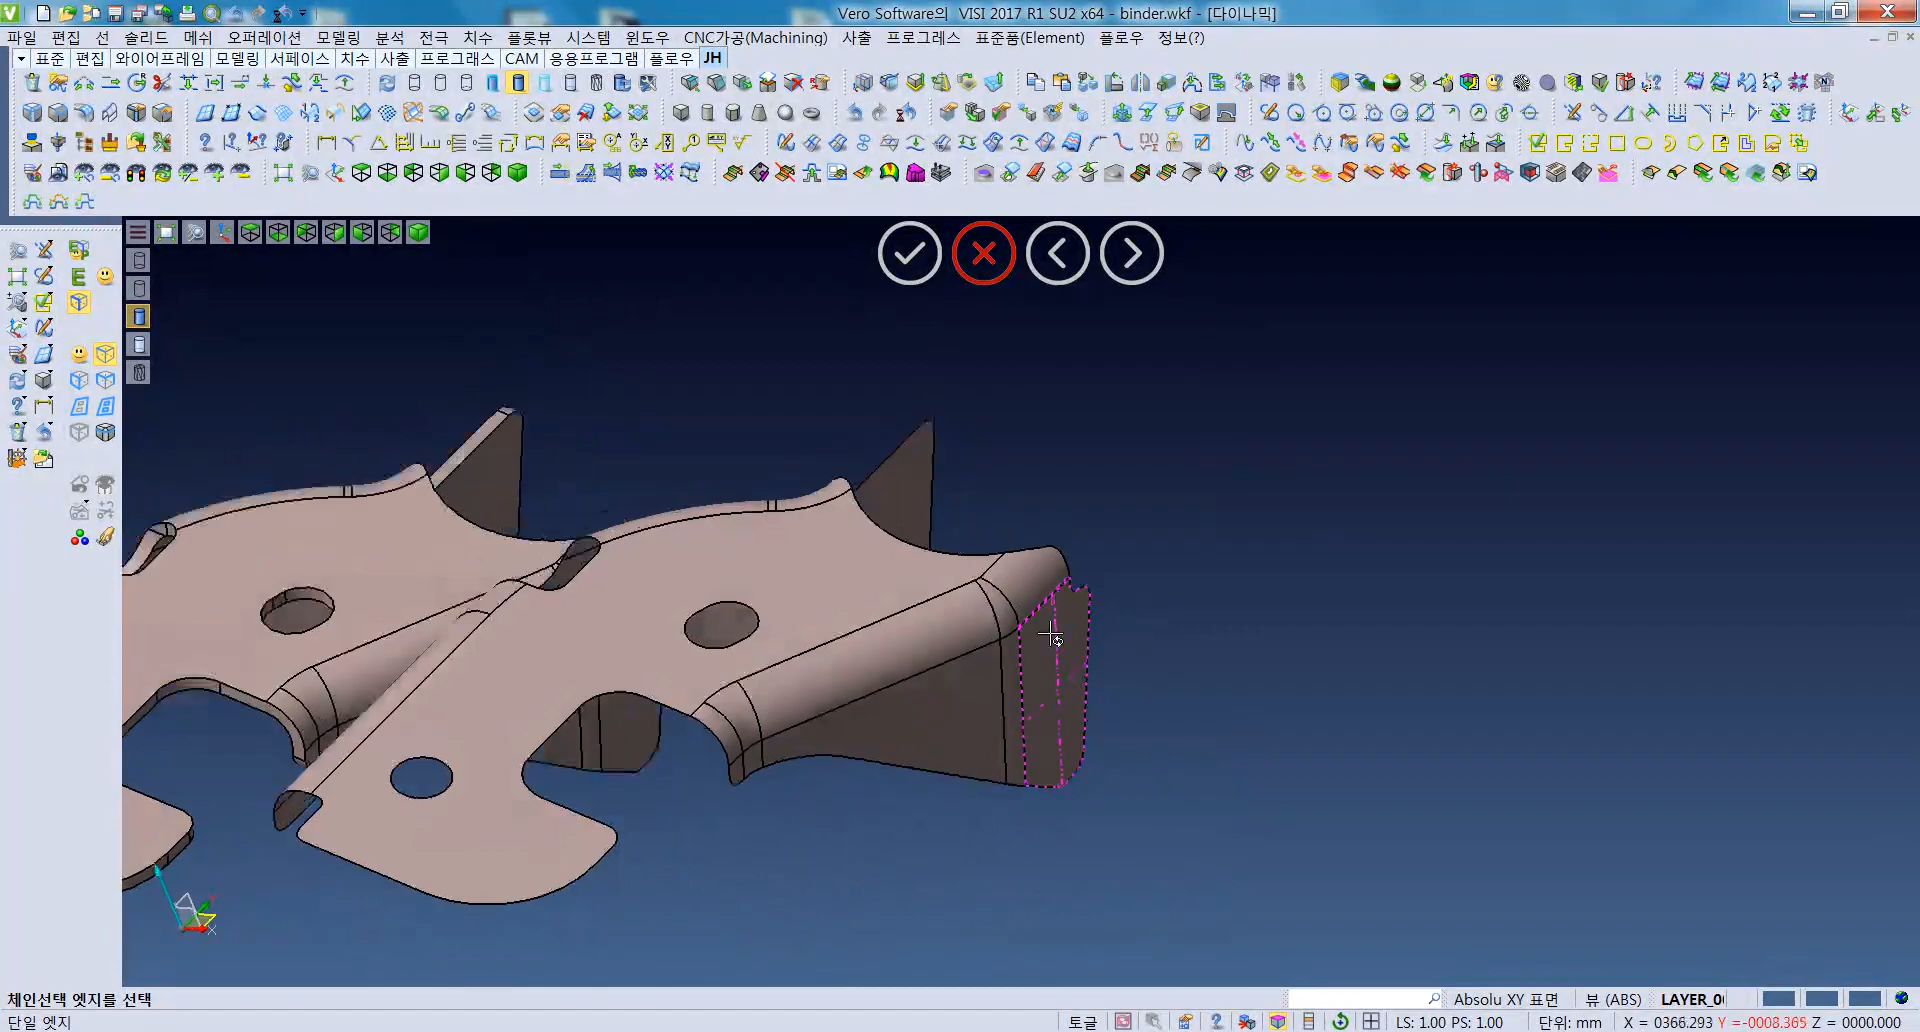 Vero Software의 VISI 2017 R1 SU2 x64 - binder.wkf - [다이나믹]
파일 편집 선 솔리드 메쉬 오퍼레이션 모델링 분석 전극 치수 플롯뷰 시스템 윈도우 CNC가공(Machining) 사출 프로그레스 표준품(Element) 플로우 정보(?)
표준 편집 와이어프레임 모델링 서페이스 치수 사출 프로그래스 CAM 응용프로그램 플로우 JH
체인선택 엣지를 선택
Absolu XY 표면 뷰 (ABS) LAYER_0
단일 엣지
토글 LS: 1.00 PS: 1.00 단위: mm X = 0366.293 Y =-0008.365 Z = 0000.000